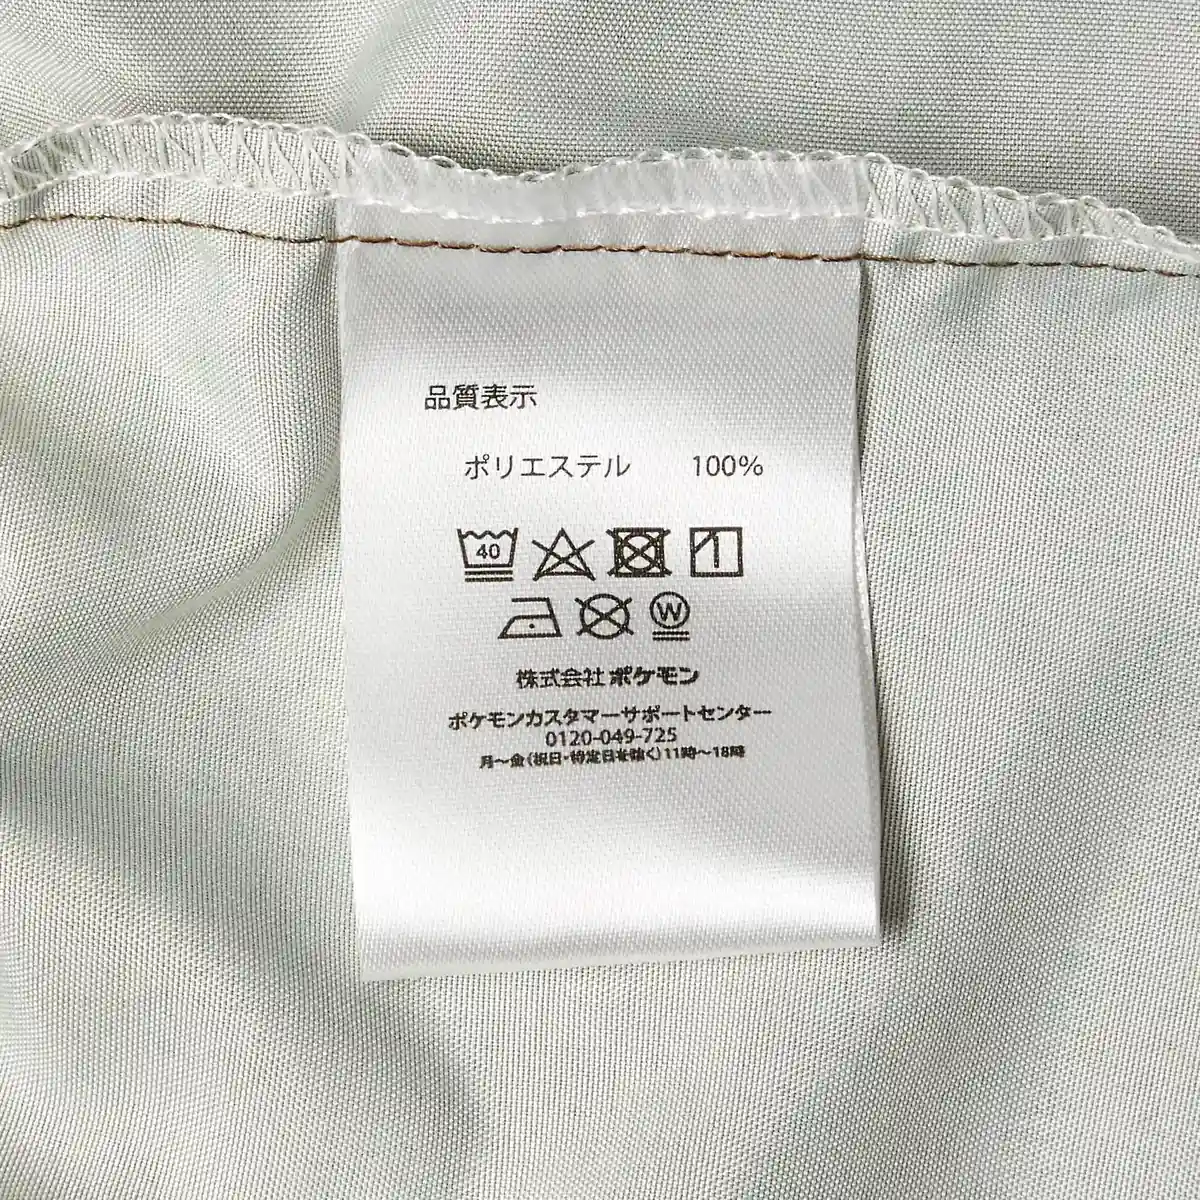 品質表示
ポリエステル 100%
40
W
株式会社ポケモン
ポケモンカスタマーサポートセンター
0120-049-725
月～金(祝日・特定日を除く)11時～18時